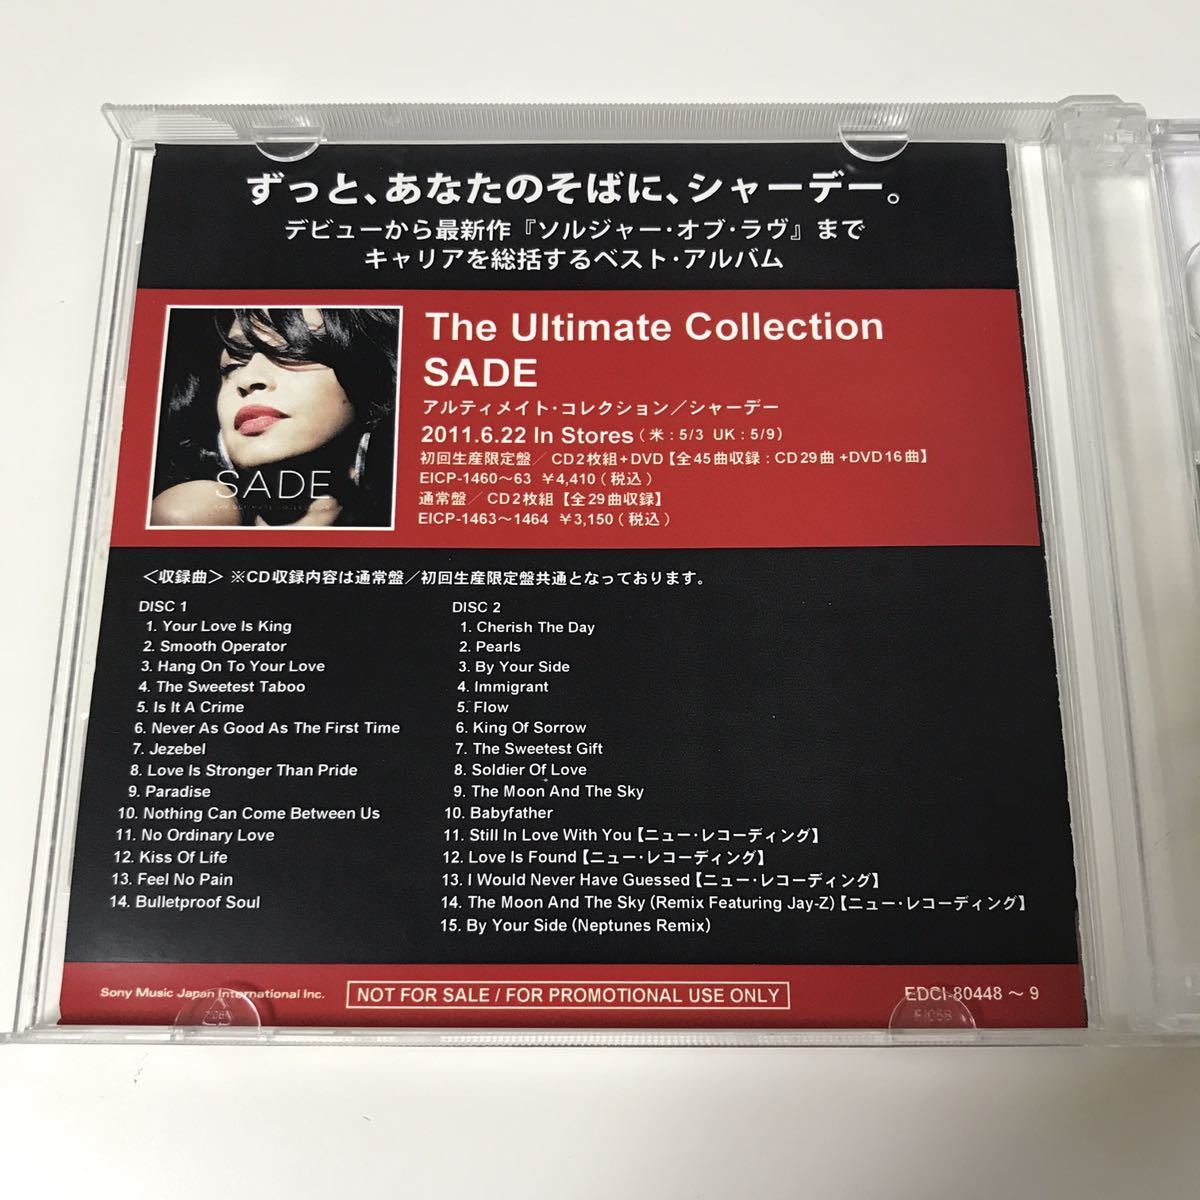 ずっと、あなたのそばに、シャーデー。
デビューから最新作『ソルジャー・オブ・ラヴ』まで
キャリアを総括するベスト・アルバム
SADE
THE ULTIMATE COLLECTION
The Ultimate Collection
SADE
アルティメイト・コレクション／シャーデー
2011.6.22 In Stores（米：5/3 UK：5/9）
初回生産限定盤／CD2枚組+DVD【全45曲収録：CD29曲+DVD16曲】
EICP-1460～63 ¥4,410（税込）
通常盤／CD2枚組【全29曲収録】
EICP-1463～1464 ¥3,150（税込）
＜収録曲＞ ※CD収録内容は通常盤／初回生産限定盤共通となっております。
DISC 1
1. Your Love Is King
2. Smooth Operator
3. Hang On To Your Love
4. The Sweetest Taboo
5. Is It A Crime
6. Never As Good As The First Time
7. Jezebel
8. Love Is Stronger Than Pride
9. Paradise
10. Nothing Can Come Between Us
11. No Ordinary Love
12. Kiss Of Life
13. Feel No Pain
14. Bulletproof Soul
DISC 2
1. Cherish The Day
2. Pearls
3. By Your Side
4. Immigrant
5. Flow
6. King Of Sorrow
7. The Sweetest Gift
8. Soldier Of Love
9. The Moon And The Sky
10. Babyfather
11. Still In Love With You【ニュー・レコーディング】
12. Love Is Found【ニュー・レコーディング】
13. I Would Never Have Guessed【ニュー・レコーディング】
14. The Moon And The Sky（Remix Featuring Jay-Z）【ニュー・レコーディング】
15. By Your Side（Neptunes Remix）
Sony Music Japan International Inc.
NOT FOR SALE / FOR PROMOTIONAL USE ONLY
EDCI-80448～9